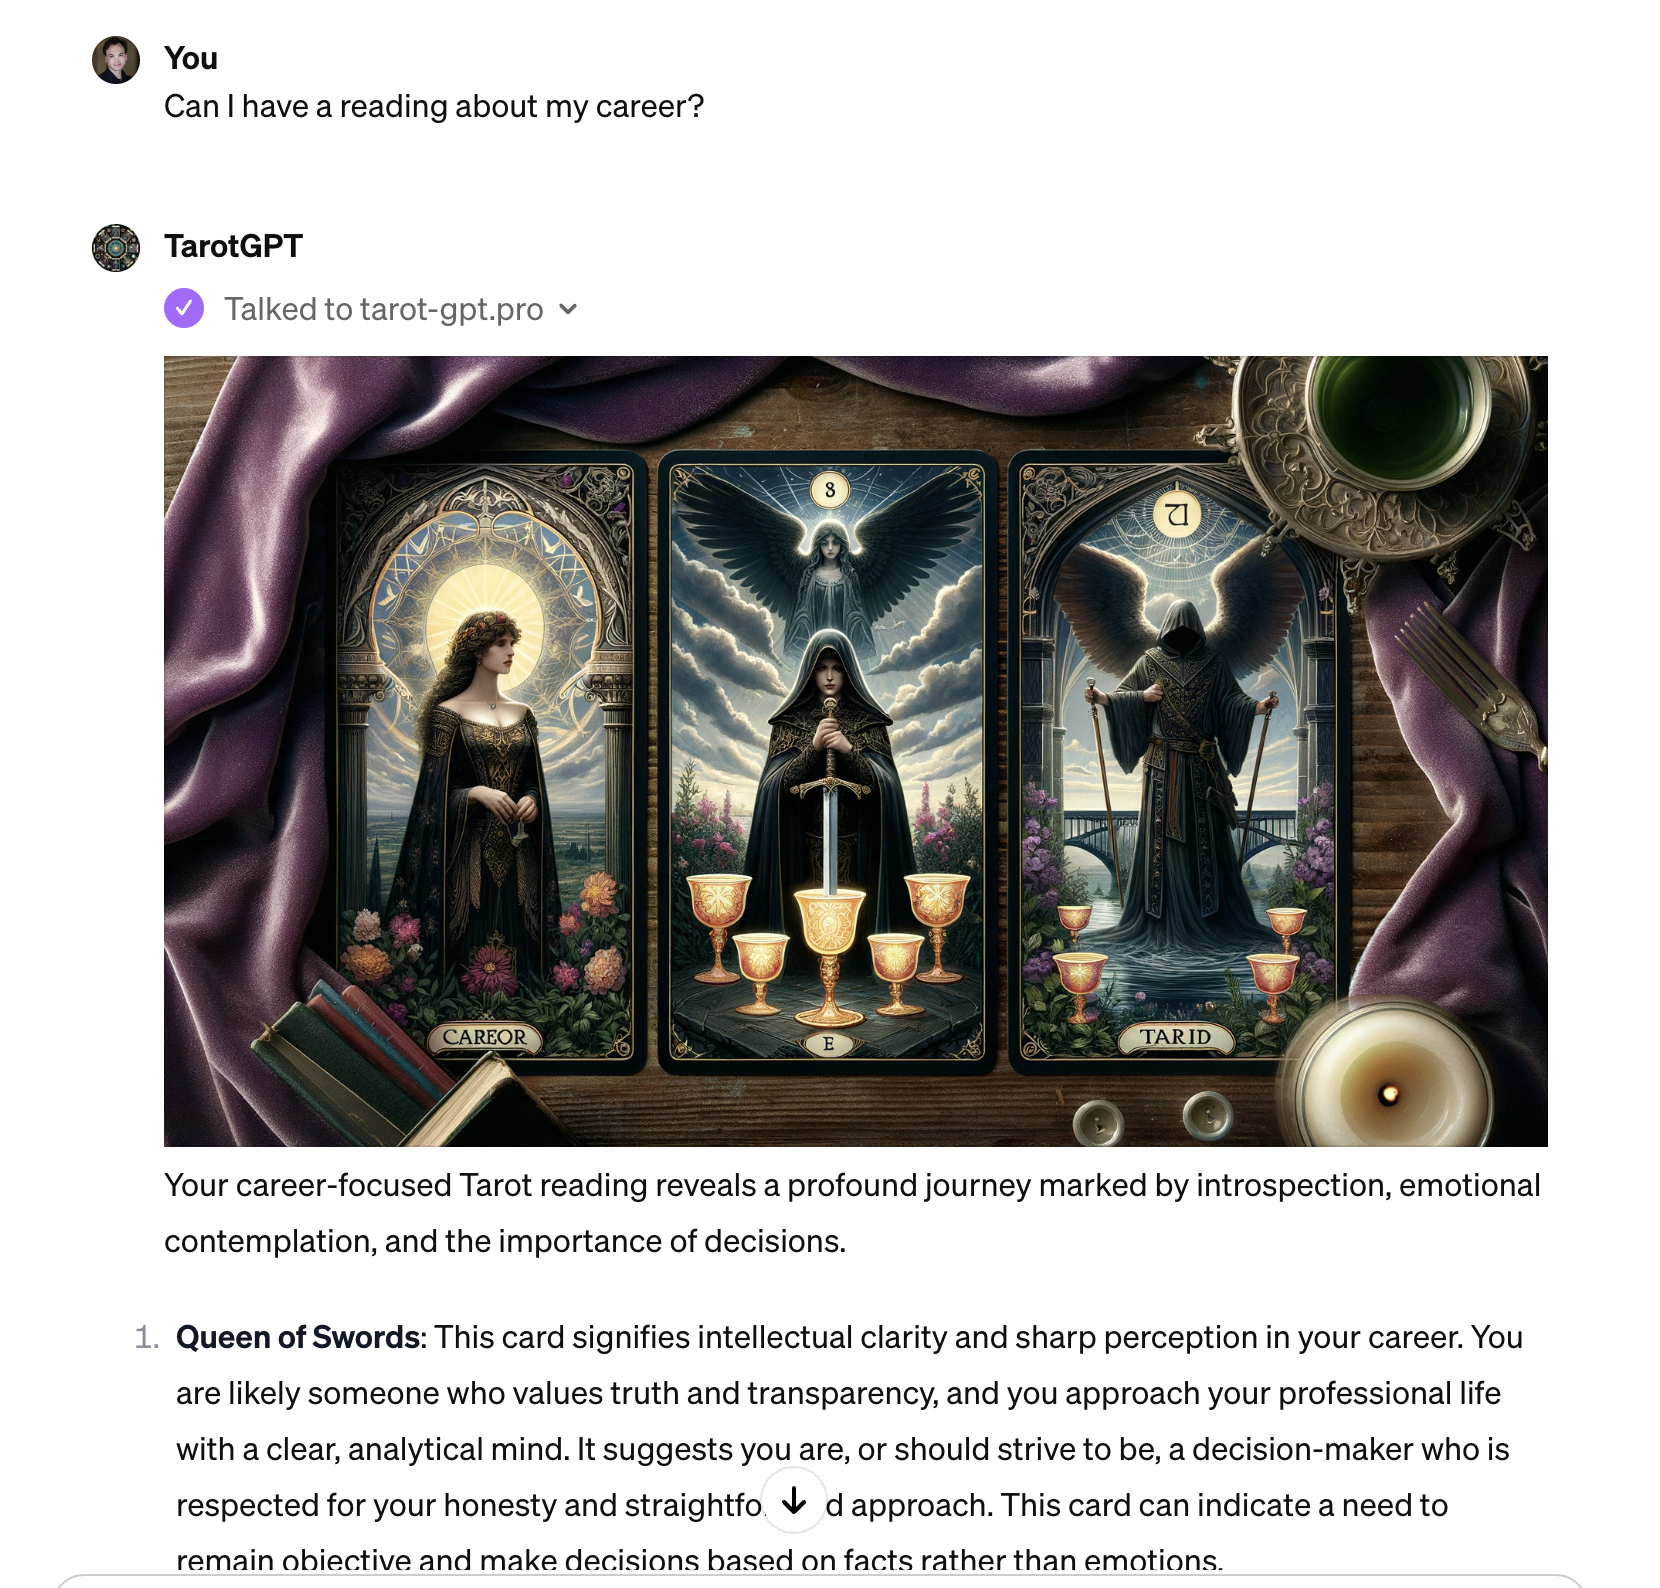 You
Can I have a reading about my career?
TarotGPT
Talked to tarot-gpt.pro
8
CAREOR
E
TARID
Your career-focused Tarot reading reveals a profound journey marked by introspection, emotional
contemplation, and the importance of decisions.
1. Queen of Swords: This card signifies intellectual clarity and sharp perception in your career. You
are likely someone who values truth and transparency, and you approach your professional life
with a clear, analytical mind. It suggests you are, or should strive to be, a decision-maker who is
respected for your honesty and approach. This card can indicate a need to
remain objective and make decisions based on facts rather than emotions.